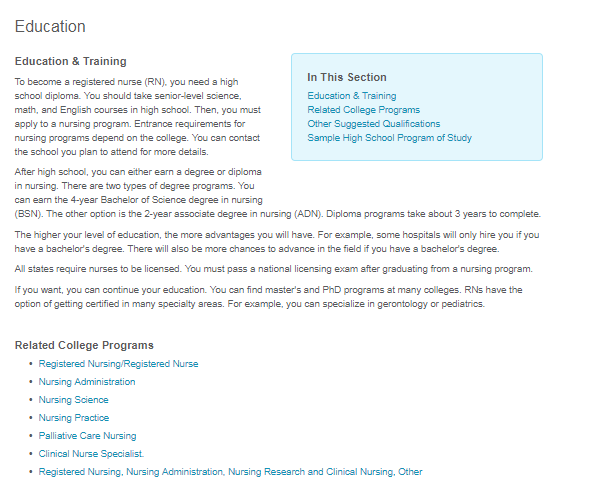 Education
Education & Training
To become a registered nurse (RN), you need a high
school diploma. You should take senior-level science,
math, and English courses in high school. Then, you must
apply to a nursing program. Entrance requirements for
nursing programs depend on the college. You can contact
the school you plan to attend for more details.
In This Section
Education & Training
Related College Programs
Other Suggested Qualifications
Sample High School Program of Study
After high school, you can either earn a degree or diploma
in nursing. There are two types of degree programs. You
can earn the 4-year Bachelor of Science degree in nursing
(BSN). The other option is the 2-year associate degree in nursing (ADN). Diploma programs take about 3 years to complete.
The higher your level of education, the more advantages you will have. For example, some hospitals will only hire you if you
have a bachelor's degree. There will also be more chances to advance in the field if you have a bachelor's degree.
All states require nurses to be licensed. You must pass a national licensing exam after graduating from a nursing program.
If you want, you can continue your education. You can find master's and PhD programs at many colleges. RNs have the
option of getting certified in many specialty areas. For example, you can specialize in gerontology or pediatrics.
Related College Programs
• Registered Nursing/Registered Nurse
• Nursing Administration
• Nursing Science
• Nursing Practice
• Palliative Care Nursing
• Clinical Nurse Specialist.
• Registered Nursing, Nursing Administration, Nursing Research and Clinical Nursing, Other